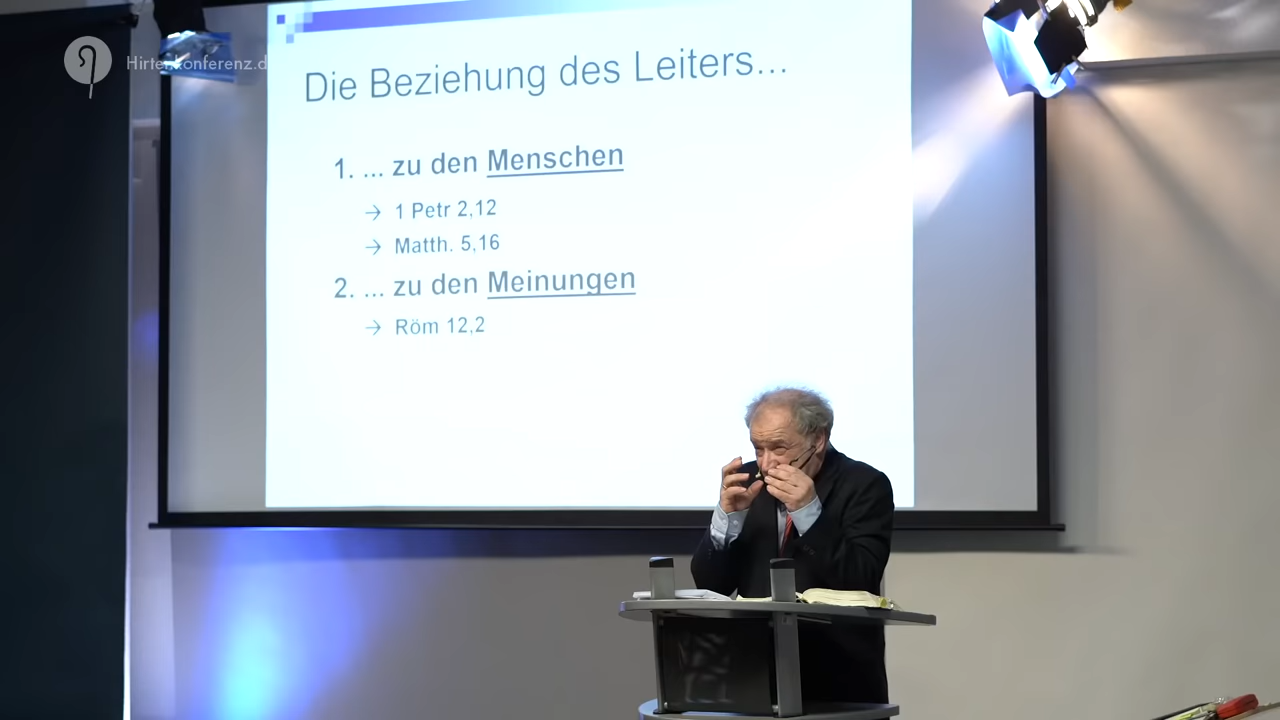 Hirtenkonferenz.d
Die Beziehung des Leiters...
1. ... zu den Menschen
→ 1 Petr 2,12
→ Matth. 5,16
2. ... zu den Meinungen
→ Röm 12,2